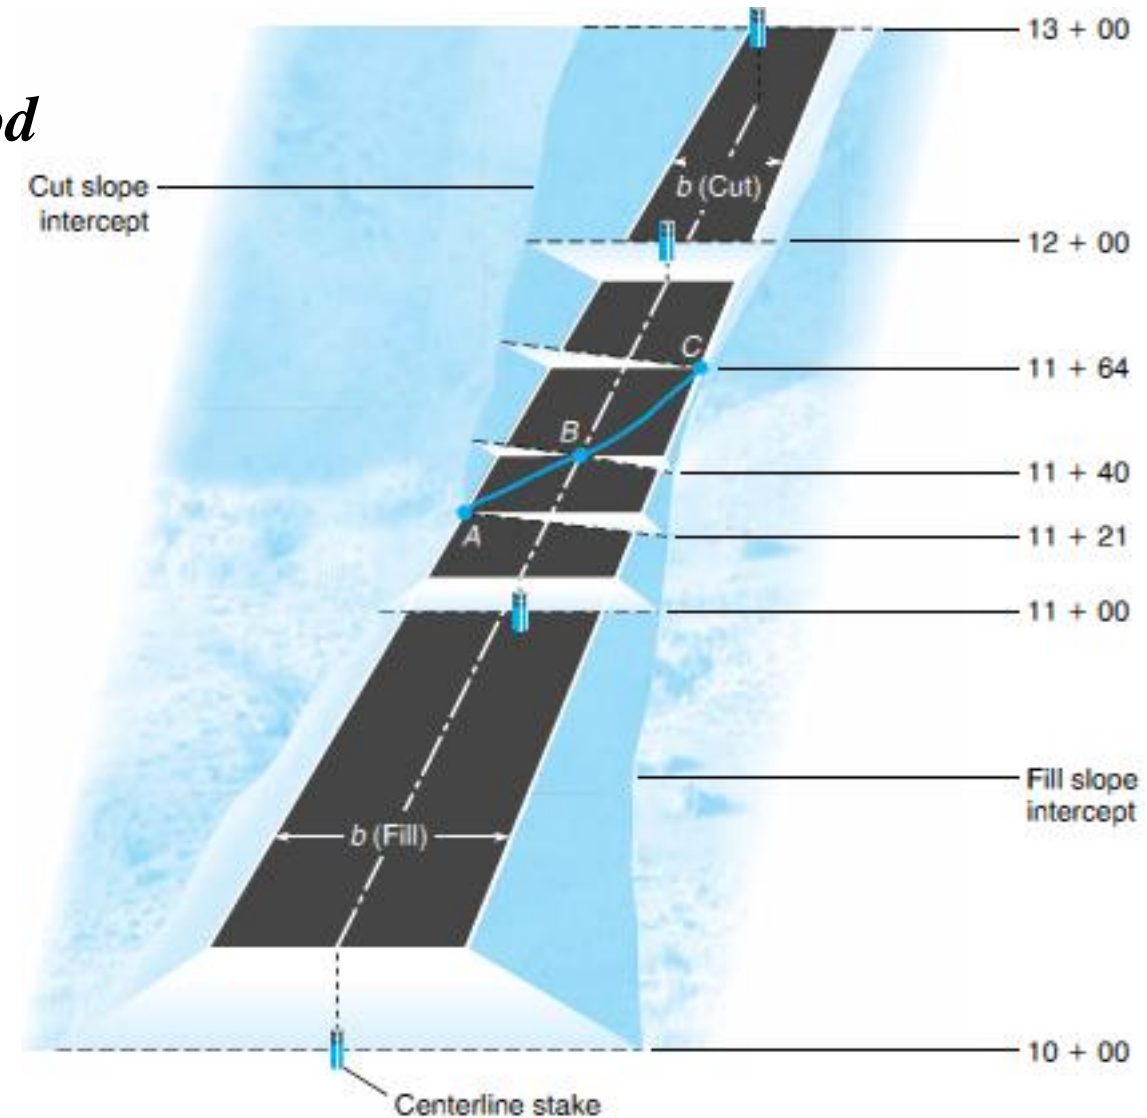 13 + 00
Cut slope
intercept
b (Cut)
12 + 00
C
11 + 64
B
11 + 40
A
11 + 21
11 + 00
Fill slope
intercept
b (Fill)
10 + 00
Centerline stake